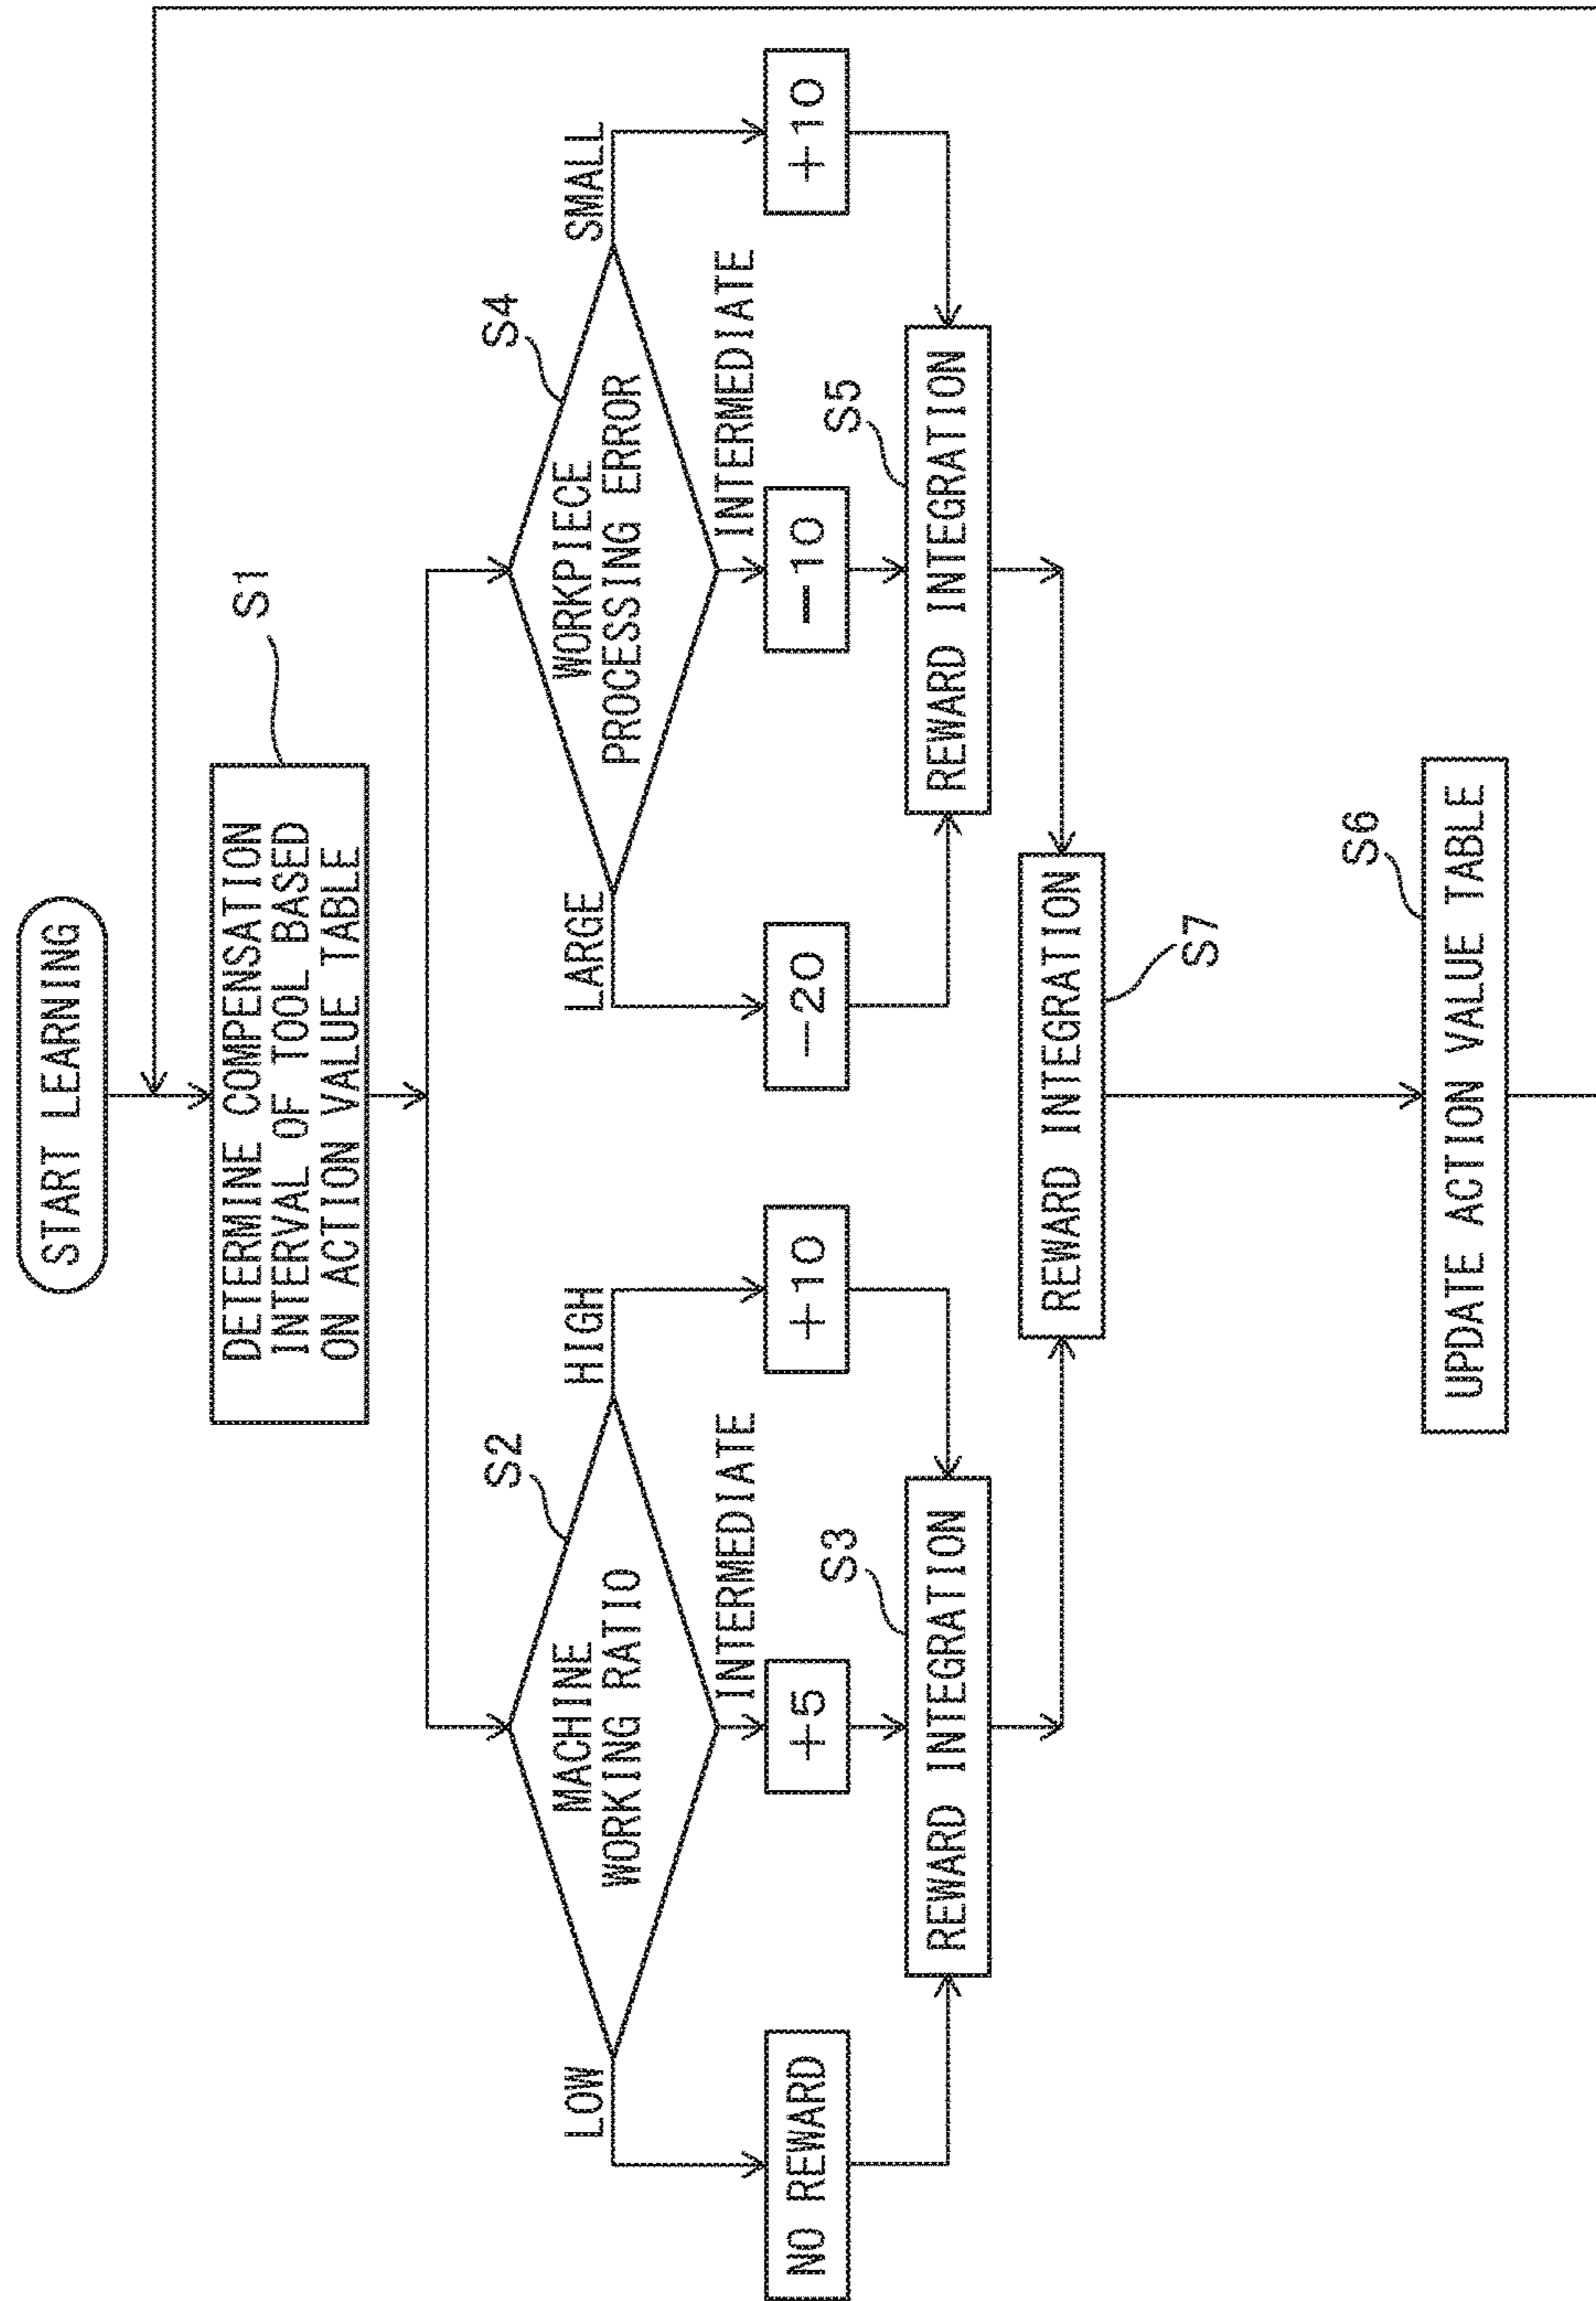 START LEARNING
DETERMINE COMPENSATION
INTERVAL OF TOOL BASED
ON ACTION VALUE TABLE
S1
MACHINE
WORKING RATIO
S2
LOW
INTERMEDIATE
HIGH
NO REWARD
+5
+10
REWARD INTEGRATION
S3
WORKPIECE
PROCESSING ERROR
S4
LARGE
INTERMEDIATE
SMALL
-20
-10
+10
REWARD INTEGRATION
S5
REWARD INTEGRATION
S7
UPDATE ACTION VALUE TABLE
S6